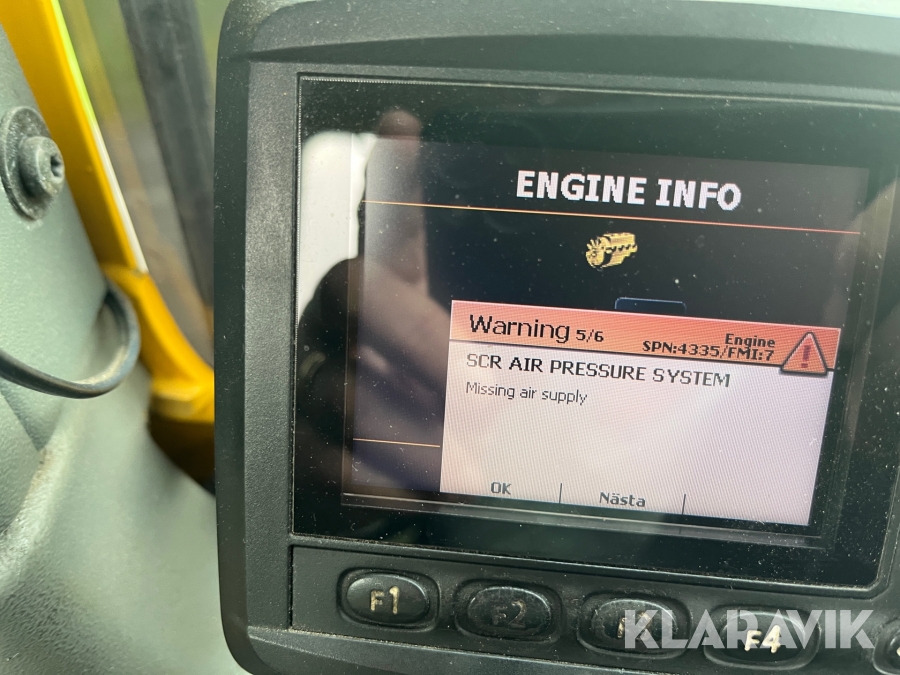 ENGINE INFO
Warning 5/6
Engine
SPN:4335/FMI:7
SCR AIR PRESSURE SYSTEM
Missing air supply
OK
Nästa
F1
F2
F4
KLARAVIK